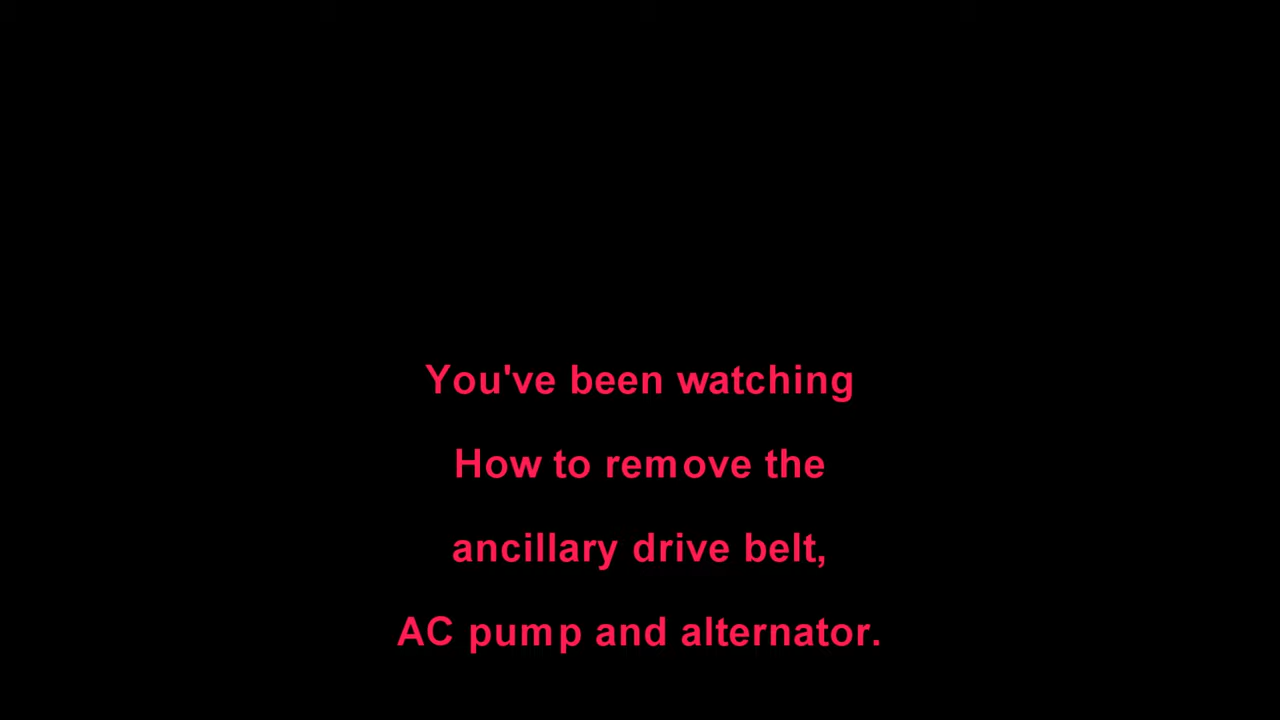 You've been watching
How to remove the
ancillary drive belt,
AC pump and alternator.